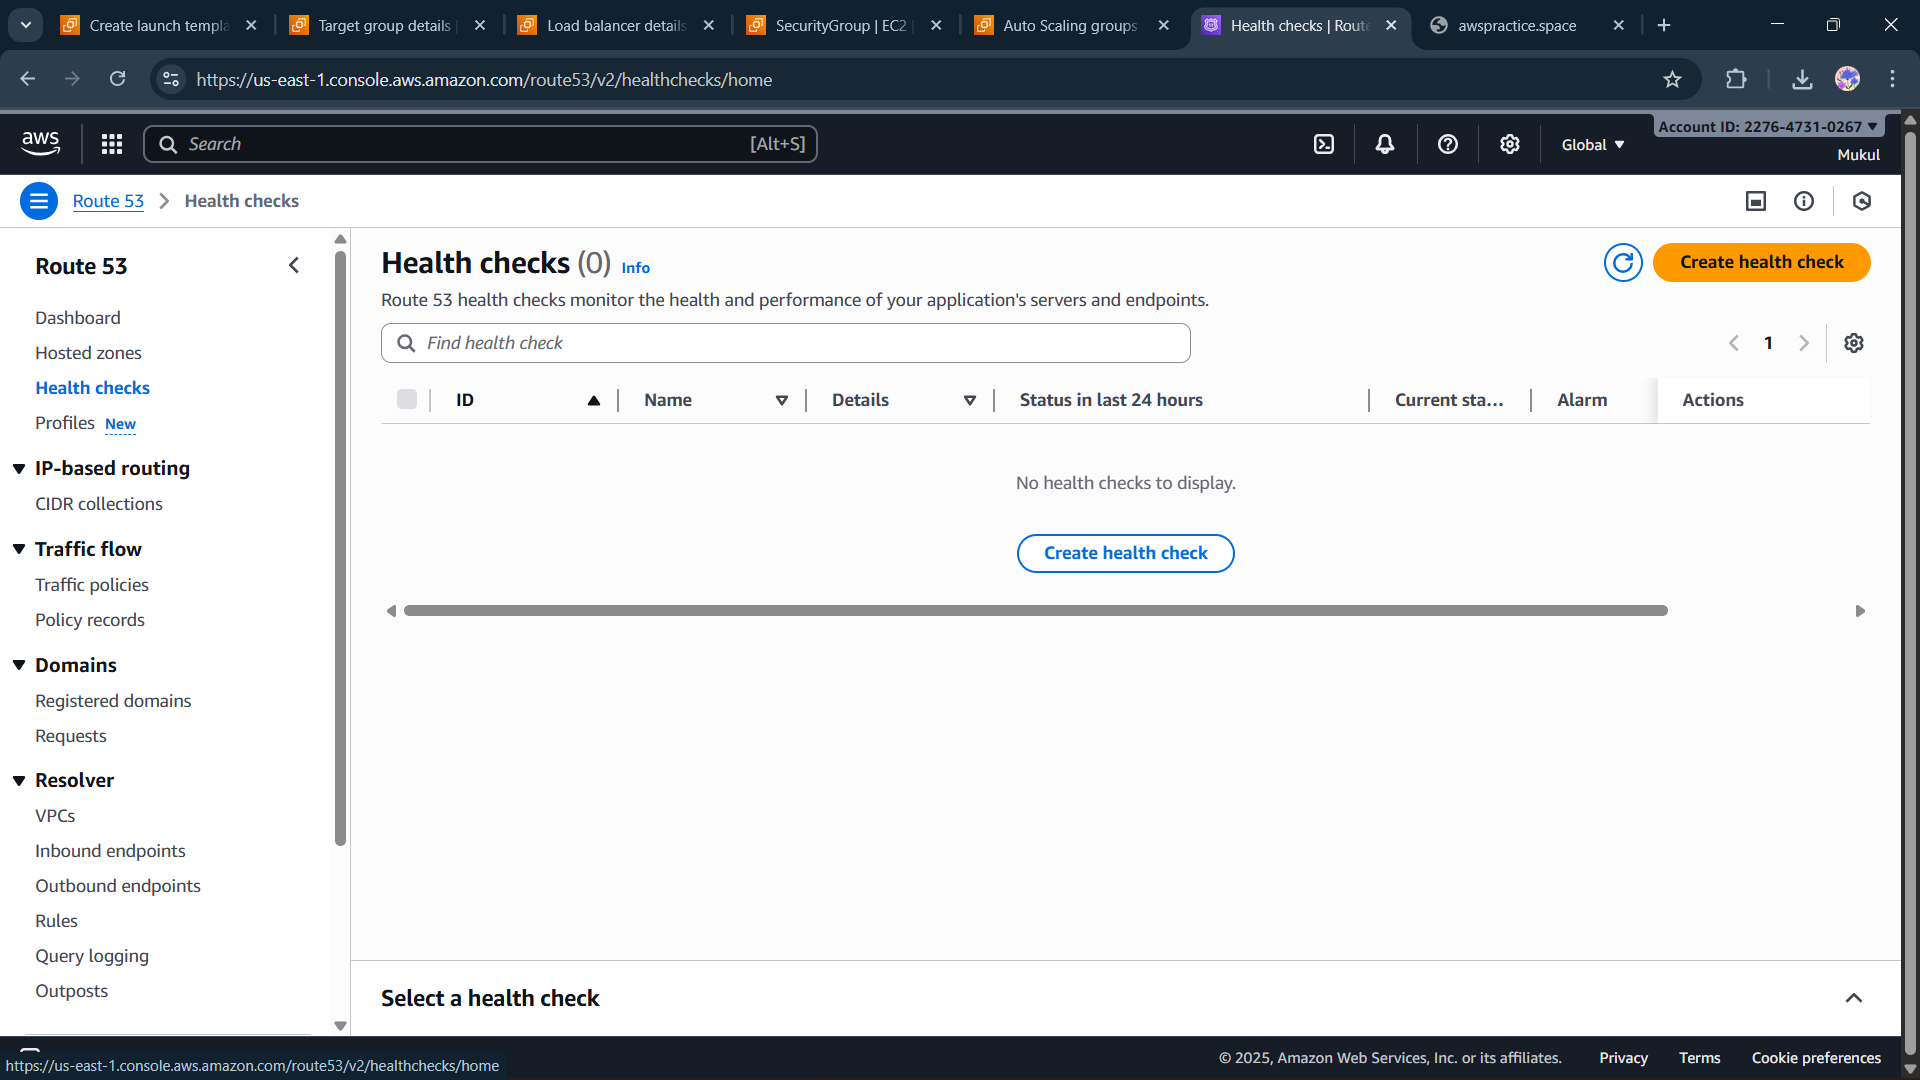 Create launch templa
Target group details
Load balancer details
SecurityGroup | EC2
Auto Scaling groups
Health checks | Route
awspractice.space
https://us-east-1.console.aws.amazon.com/route53/v2/healthchecks/home
aws
Search
[Alt+S]
Global
Account ID: 2276-4731-0267
Mukul
Route 53
Health checks
Route 53
Dashboard
Hosted zones
Health checks
Profiles New
IP-based routing
CIDR collections
Traffic flow
Traffic policies
Policy records
Domains
Registered domains
Requests
Resolver
VPCs
Inbound endpoints
Outbound endpoints
Rules
Query logging
Outposts
Health checks (0) Info
Create health check
Route 53 health checks monitor the health and performance of your application's servers and endpoints.
Find health check
1
ID Name Details Status in last 24 hours Current sta... Alarm Actions
No health checks to display.
Create health check
Select a health check
https://us-east-1.console.aws.amazon.com/route53/v2/healthchecks/home
© 2025, Amazon Web Services, Inc. or its affiliates. Privacy Terms Cookie preferences